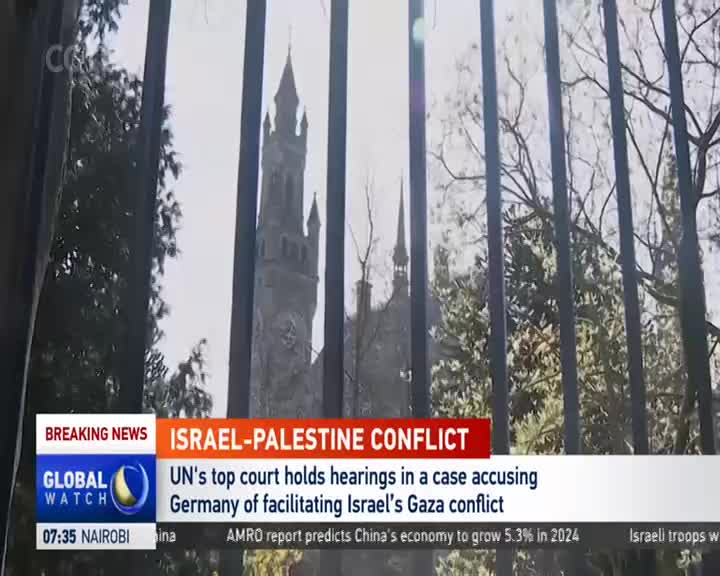 BREAKING NEWS
ISRAEL-PALESTINE CONFLICT
GLOBAL
WATCH
UN's top court holds hearings in a case accusing
Germany of facilitating Israel's Gaza conflict
07:35 NAIROBI
AMRO report predicts China's economy to grow 5.3% in 2024
Israeli troops